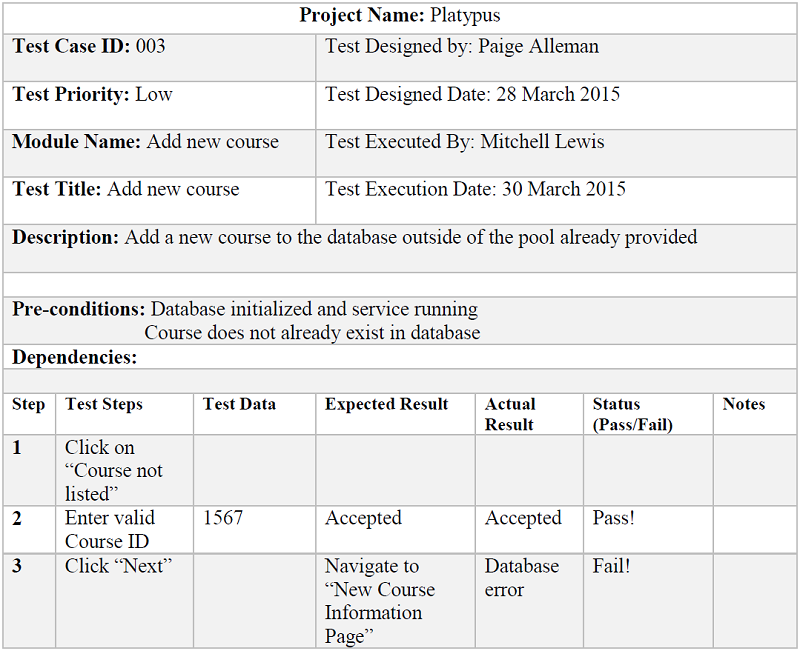 Project Name: Platypus
Test Case ID: 003
Test Designed by: Paige Alleman
Test Priority: Low
Test Designed Date: 28 March 2015
Module Name: Add new course
Test Executed By: Mitchell Lewis
Test Title: Add new course
Test Execution Date: 30 March 2015
Description: Add a new course to the database outside of the pool already provided
Pre-conditions: Database initialized and service running
Course does not already exist in database
Dependencies:
Step
Test Steps
Test Data
Expected Result
Actual
Result
Status
(Pass/Fail)
Notes
1
Click on
“Course not
listed”
2
Enter valid
Course ID
1567
Accepted
Accepted
Pass!
3
Click “Next”
Navigate to
“New Course
Information
Page”
Database
error
Fail!